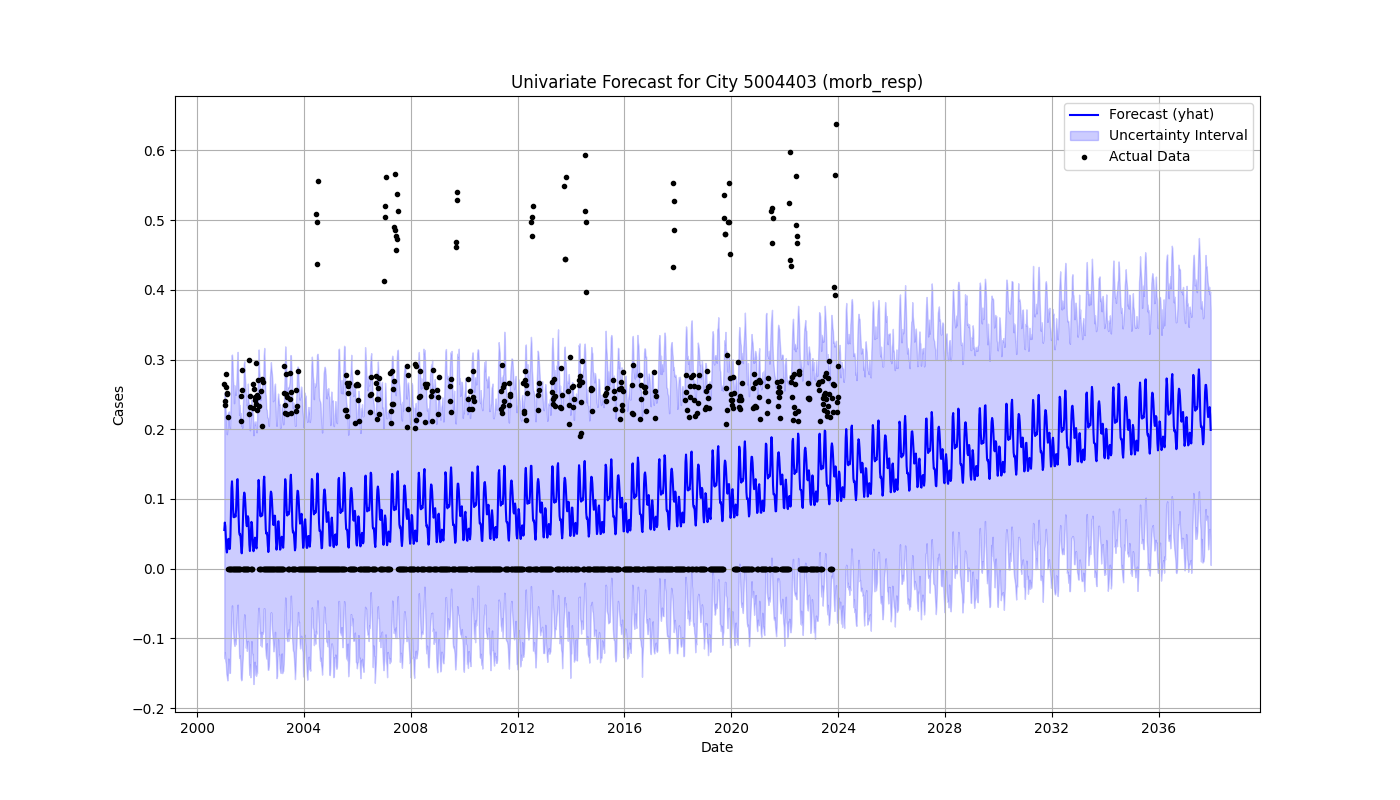 Univariate Forecast for City 5004403 (morb_resp)
Forecast (yhat)
Uncertainty Interval
Actual Data
Cases
0.6
0.5
0.4
0.3
0.2
0.1
0.0
−0.1
−0.2
2000 2004 2008 2012 2016 2020 2024 2028 2032 2036
Date